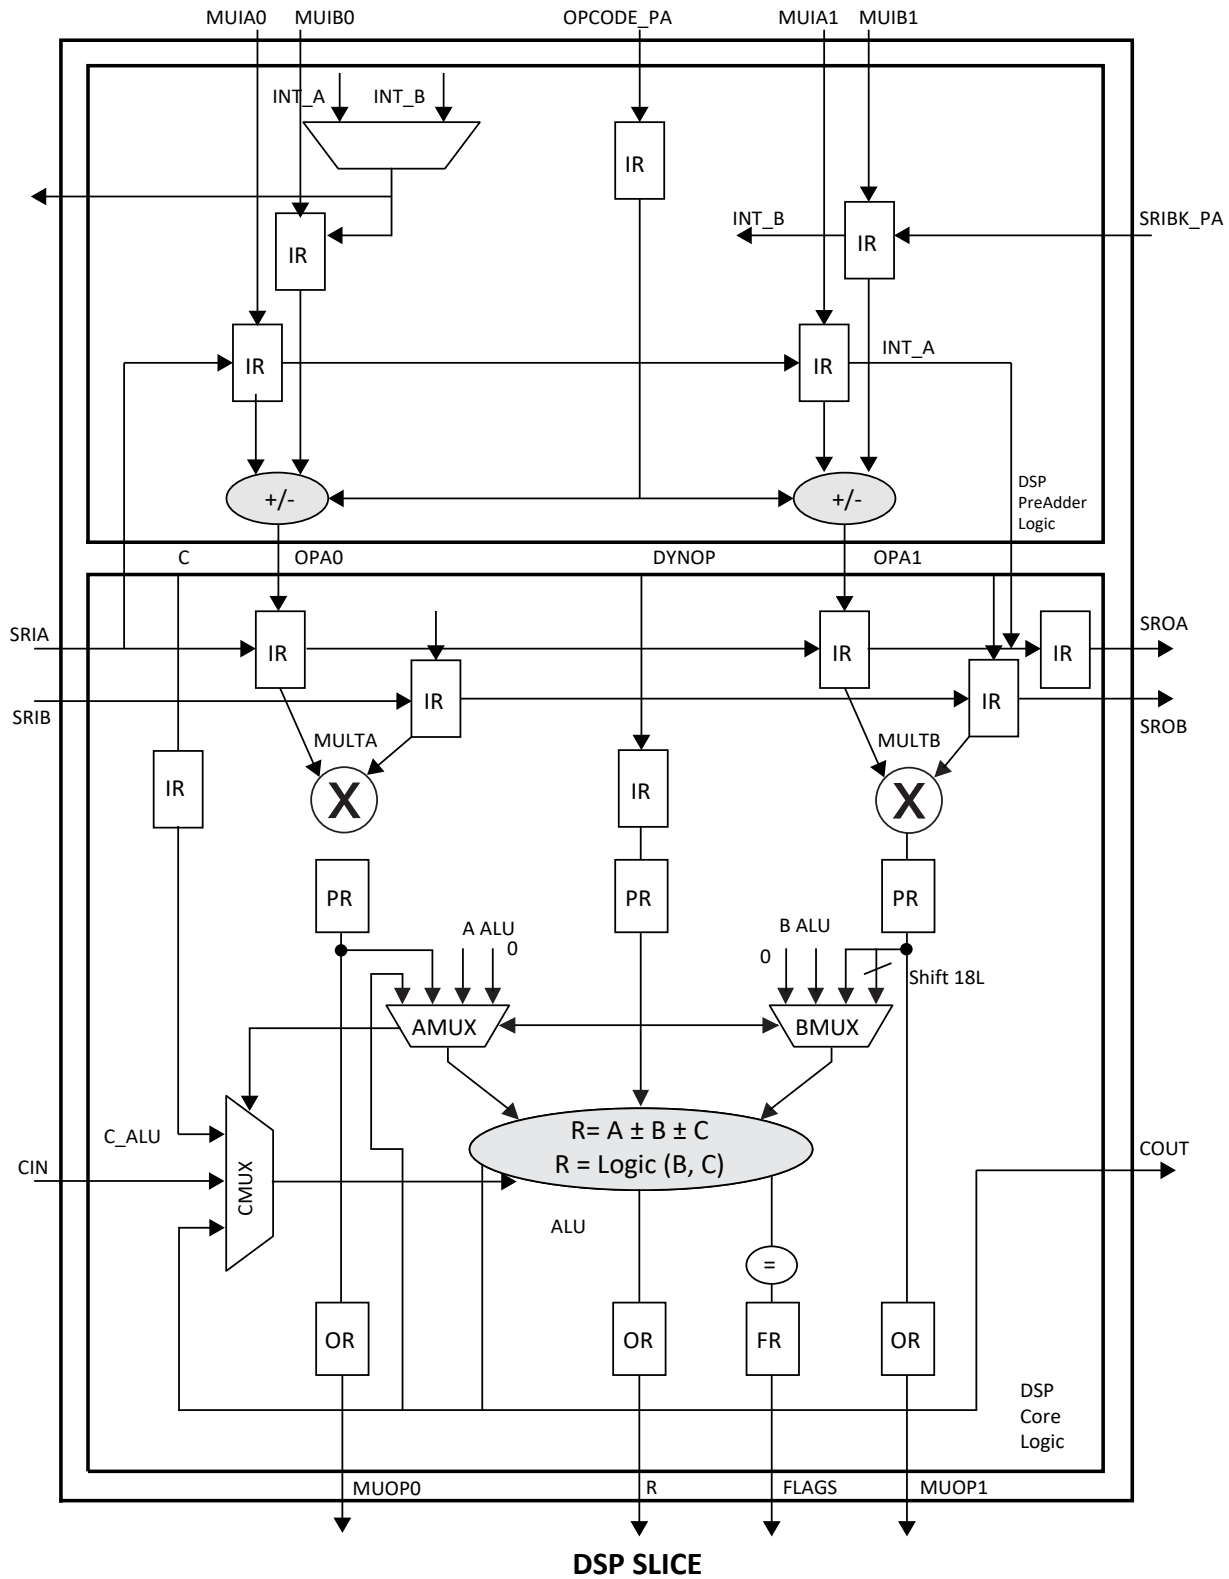 MUIA0
MUIB0
OPCODE_PA
MUIA1
MUIB1
INT_A
INT_B
IR
IR
INT_B
IR
SRIBK_PA
IR
IR
INT_A
+/-
+/-
DSP
PreAdder
Logic
C
OPA0
DYNOP
OPA1
SRIA
IR
IR
IR
SROA
SRIB
IR
IR
SROB
MULTA
MULTB
IR
X
IR
X
PR
PR
PR
A ALU
0
B ALU
0
Shift 18L
AMUX
BMUX
R= A ± B ± C
R = Logic (B, C)
C_ALU
CIN
CMUX
COUT
ALU
=
OR
OR
FR
OR
DSP
Core
Logic
MUOP0
R
FLAGS
MUOP1
DSP SLICE